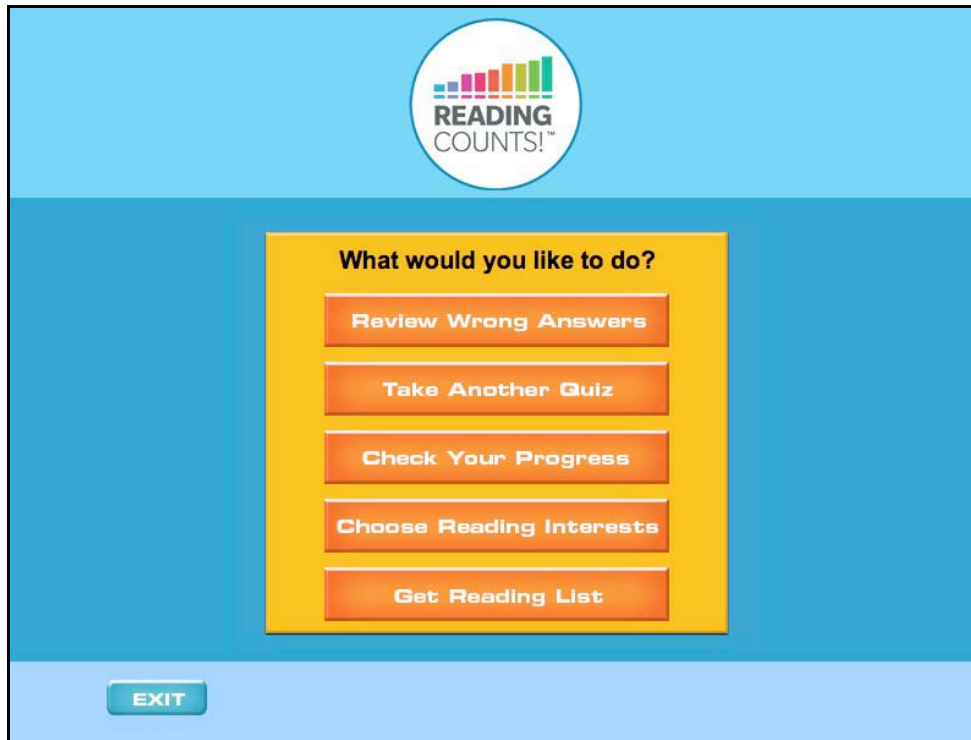 READING
COUNTS!™
What would you like to do?
Review Wrong Answers
Take Another Quiz
Check Your Progress
Choose Reading Interests
Get Reading List
EXIT